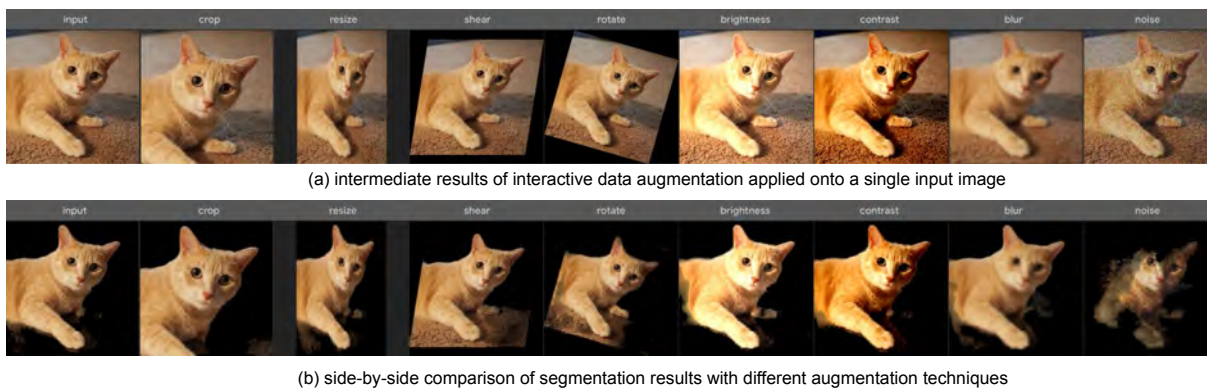 input crop resize shear rotate brightness contrast blur noise
(a) intermediate results of interactive data augmentation applied onto a single input image
input crop resize shear rotate brightness contrast blur noise
(b) side-by-side comparison of segmentation results with different augmentation techniques